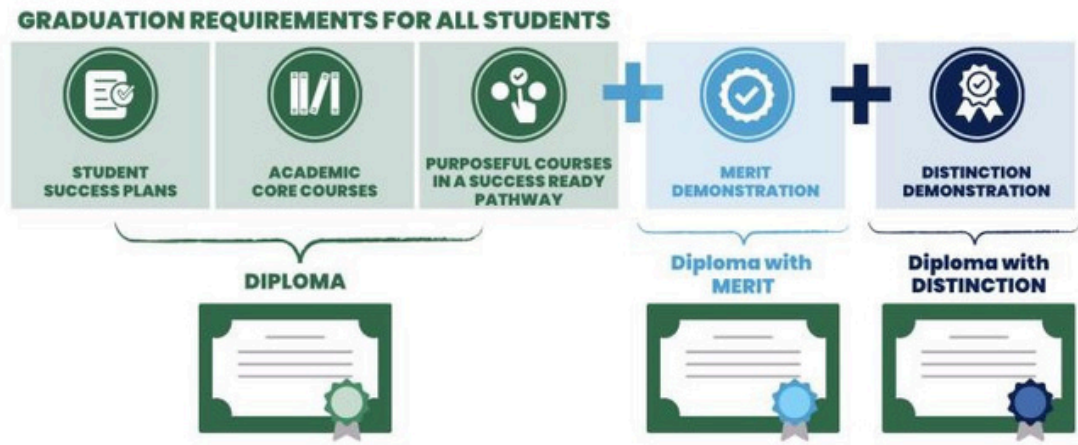 GRADUATION REQUIREMENTS FOR ALL STUDENTS
STUDENT
SUCCESS PLANS
ACADEMIC
CORE COURSES
PURPOSEFUL COURSES
IN A SUCCESS READY
PATHWAY
MERIT
DEMONSTRATION
DISTINCTION
DEMONSTRATION
DIPLOMA
Diploma with
MERIT
Diploma with
DISTINCTION